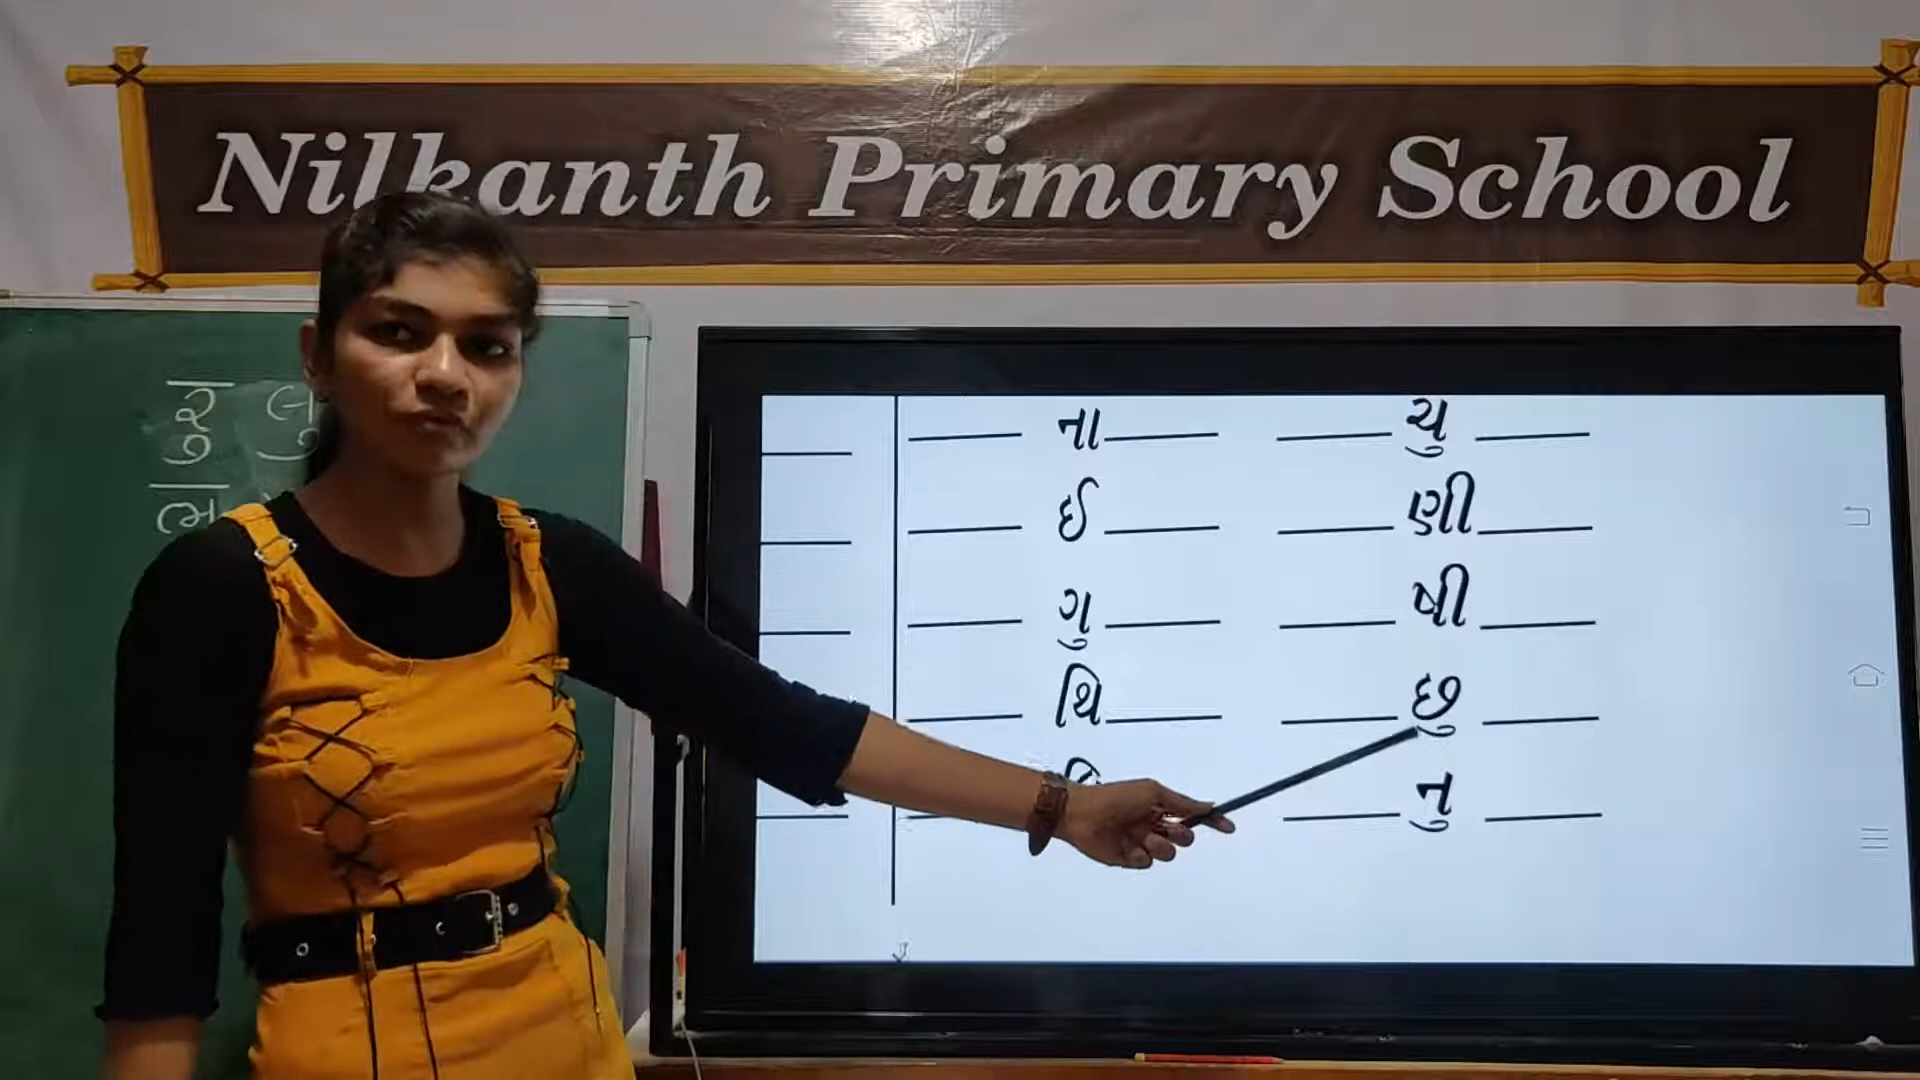 Nilkanth Primary School
ચુ લુ
ભ
ના ચુ
ઈ ણી
ગુ ષી
થિ છુ
નુ